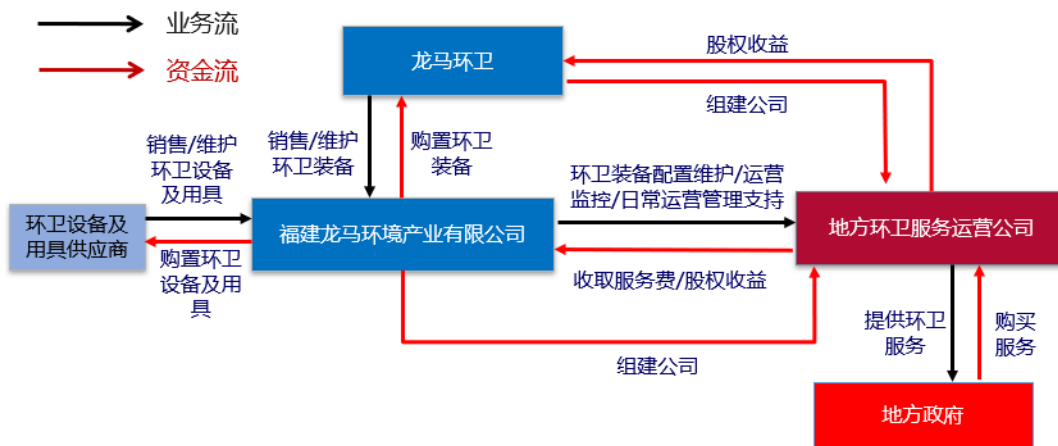 业务流
资金流
龙马环卫
股权收益
组建公司
销售/维护
环卫设备
及用具
销售/维护
环卫装备
购置环卫
装备
环卫装备配置维护/运营
监控/日常运营管理支持
环卫设备及
用具供应商
福建龙马环境产业有限公司
地方环卫服务运营公司
购置环卫
设备及用
具
收取服务费/股权收益
组建公司
提供环卫
服务
购买
服务
地方政府